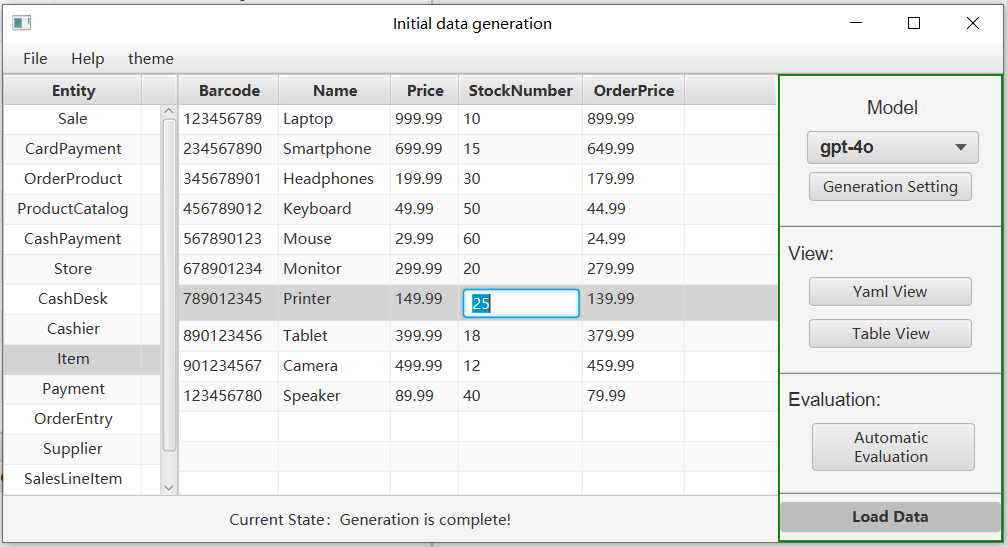 Initial data generation
File Help theme
Entity
Sale
CardPayment
OrderProduct
ProductCatalog
CashPayment
Store
CashDesk
Cashier
Item
Payment
OrderEntry
Supplier
SalesLineItem
Barcode Name Price StockNumber OrderPrice
123456789 Laptop 999.99 10 899.99
234567890 Smartphone 699.99 15 649.99
345678901 Headphones 199.99 30 179.99
456789012 Keyboard 49.99 50 44.99
567890123 Mouse 29.99 60 24.99
678901234 Monitor 299.99 20 279.99
789012345 Printer 149.99 25 139.99
890123456 Tablet 399.99 18 379.99
901234567 Camera 499.99 12 459.99
123456780 Speaker 89.99 40 79.99
Model
gpt-4o
Generation Setting
View:
Yaml View
Table View
Evaluation:
Automatic
Evaluation
Load Data
Current State：Generation is complete!